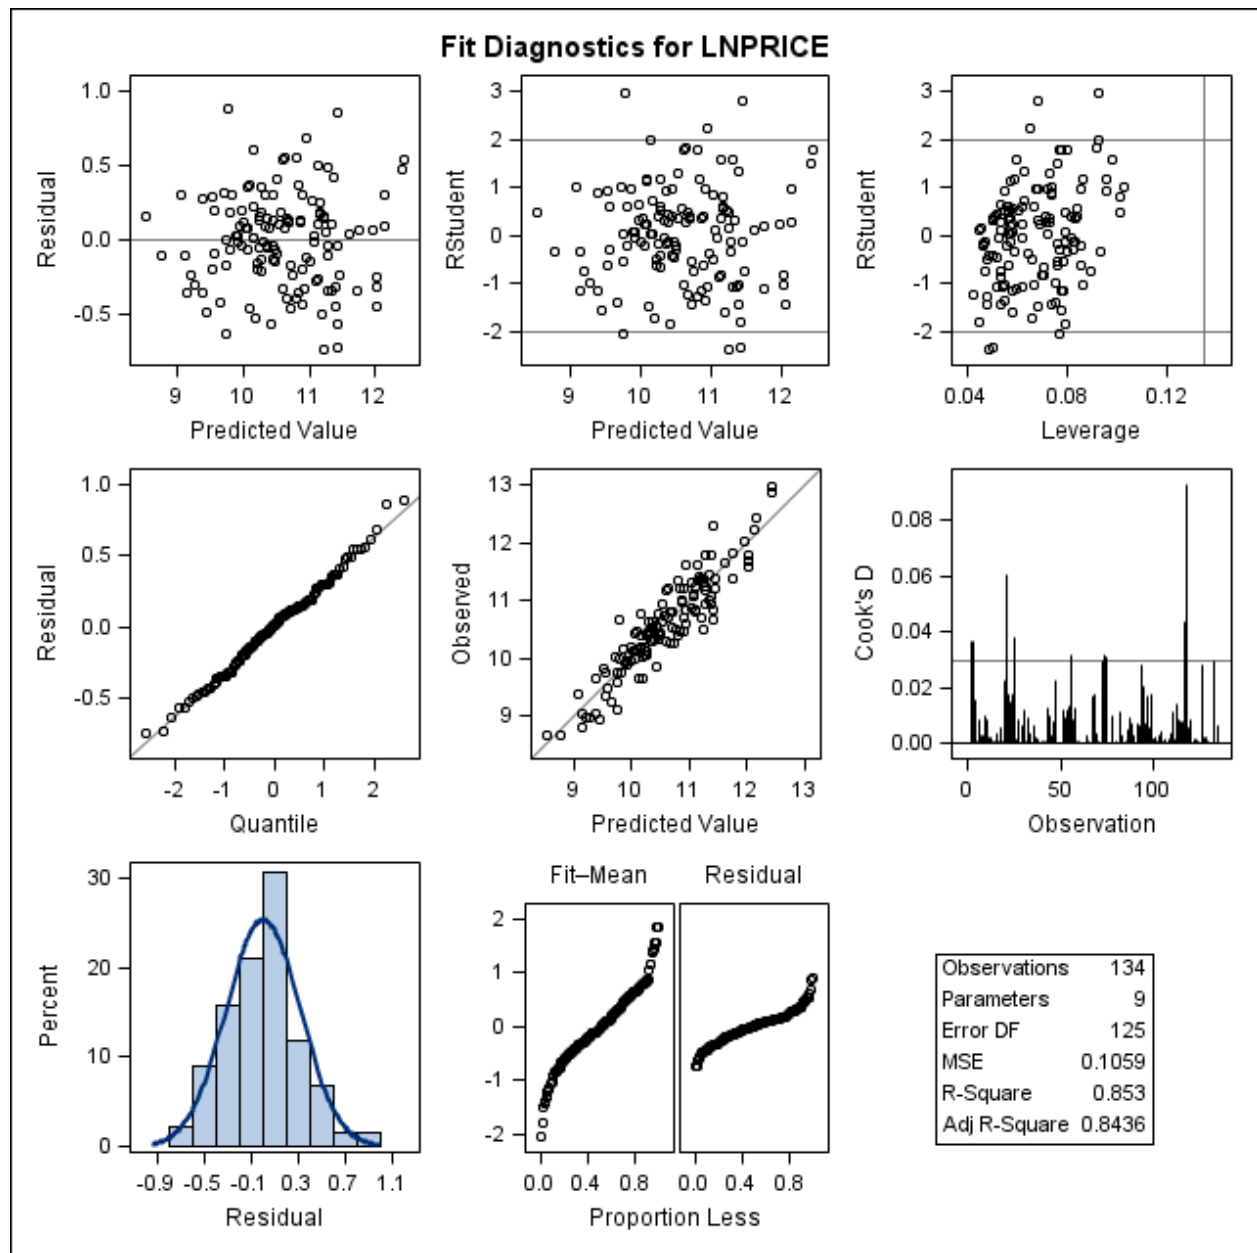 Fit Diagnostics for LNPRICE
1.0
0.5
0.0
-0.5
Residual
9 10 11 12
Predicted Value
3
2
1
0
-1
-2
RStudent
9 10 11 12
Predicted Value
3
2
1
0
-1
-2
RStudent
0.04 0.08 0.12
Leverage
1.0
0.5
0.0
-0.5
Residual
-2 -1 0 1 2
Quantile
13
12
11
10
9
Observed
9 10 11 12 13
Predicted Value
0.08
0.06
0.04
0.02
0.00
Cook's D
0 50 100
Observation
30
20
10
0
Percent
-0.9 -0.5 -0.1 0.3 0.7 1.1
Residual
Fit–Mean Residual
2
1
0
-1
-2
0.0 0.4 0.8 0.0 0.4 0.8
Proportion Less
Observations 134
Parameters 9
Error DF 125
MSE 0.1059
R-Square 0.853
Adj R-Square 0.8436